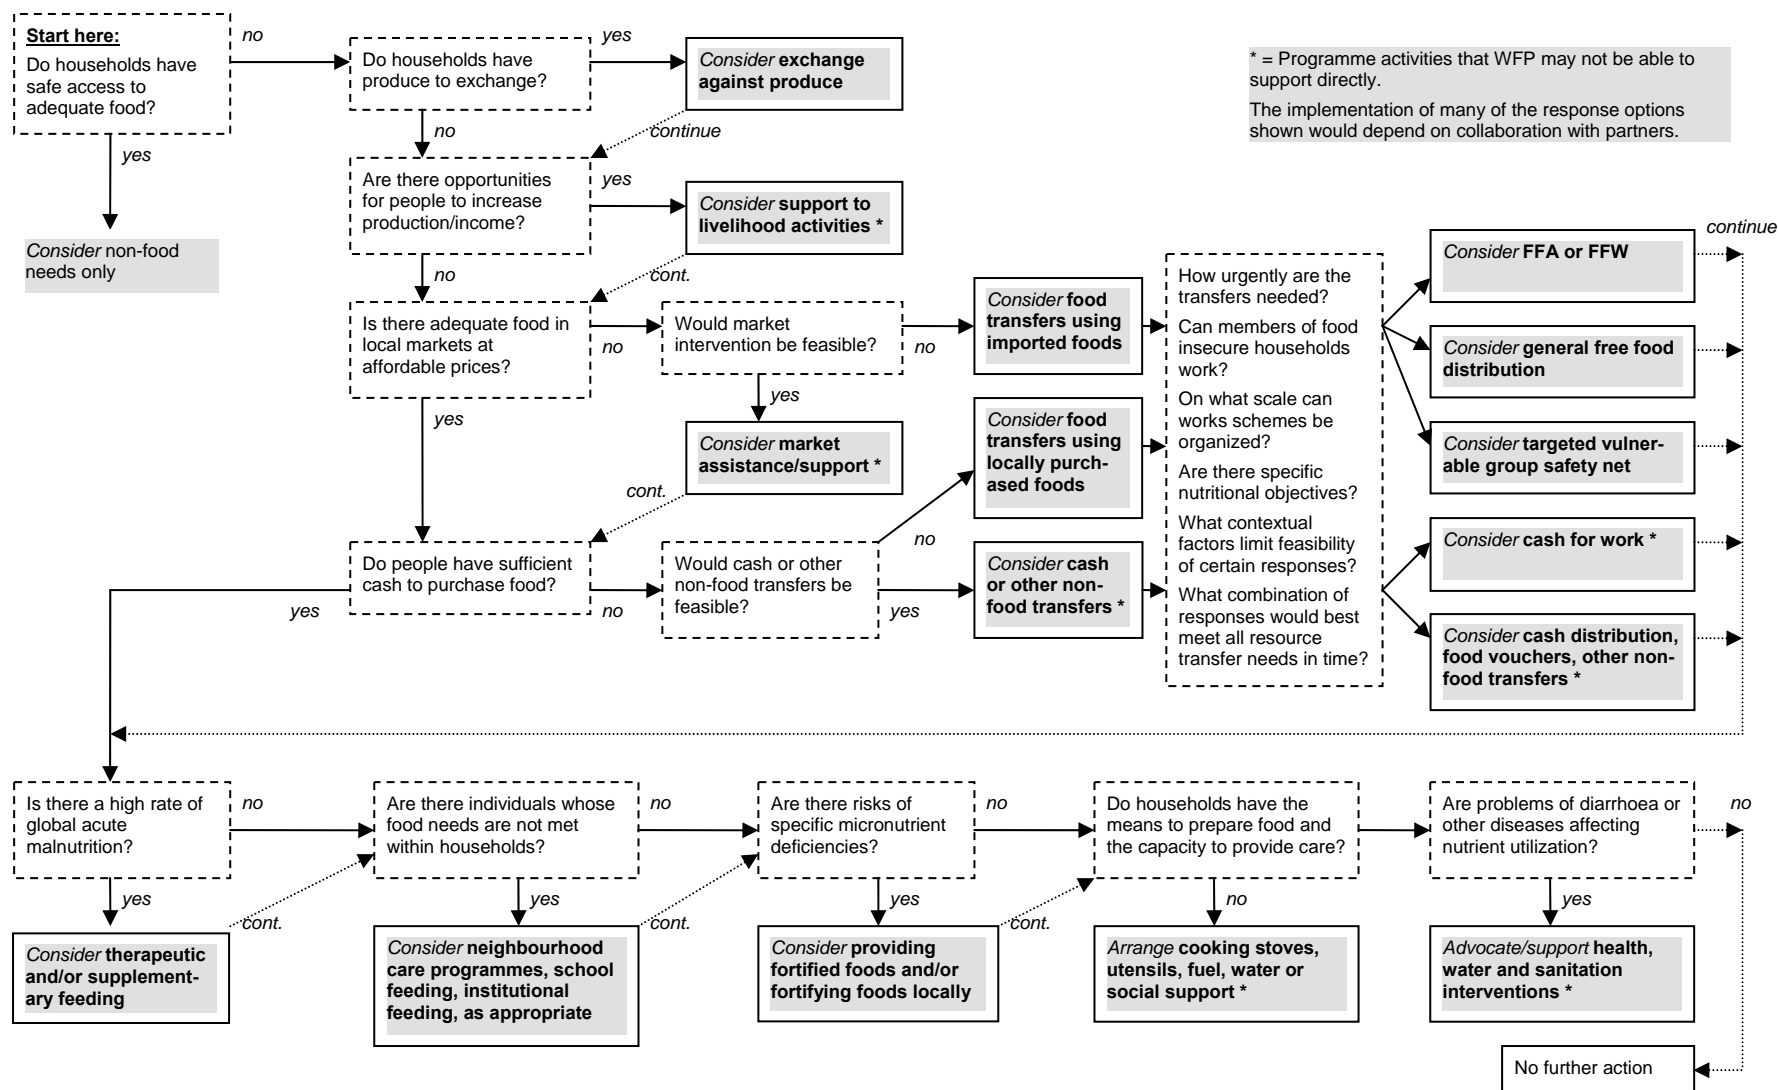 Start here:
Do households have
safe access to
adequate food?
no
yes
Consider non-food
needs only
Do households have
produce to exchange?
yes
no
Consider exchange
against produce
continue
* = Programme activities that WFP may not be able to
support directly.
The implementation of many of the response options
shown would depend on collaboration with partners.
Are there opportunities
for people to increase
production/income?
yes
no
Consider support to
livelihood activities *
cont.
Is there adequate food in
local markets at
affordable prices?
no
yes
Would market
intervention be feasible?
no
yes
Consider market
assistance/support *
cont.
Consider food
transfers using
imported foods
Consider food
transfers using
locally purch-
ased foods
Do people have sufficient
cash to purchase food?
yes
no
Would cash or other
non-food transfers be
feasible?
no
yes
Consider cash
or other non-
food transfers *
How urgently are the
transfers needed?
Can members of food
insecure households
work?
On what scale can
works schemes be
organized?
Are there specific
nutritional objectives?
What contextual
factors limit feasibility
of certain responses?
What combination of
responses would best
meet all resource
transfer needs in time?
continue
Consider FFA or FFW
Consider general free food
distribution
Consider targeted vulner-
able group safety net
Consider cash for work *
Consider cash distribution,
food vouchers, other non-
food transfers *
Is there a high rate of
global acute
malnutrition?
no
yes
Consider therapeutic
and/or supplement-
ary feeding
cont.
Are there individuals whose
food needs are not met
within households?
no
yes
Consider neighbourhood
care programmes, school
feeding, institutional
feeding, as appropriate
cont.
Are there risks of
specific micronutrient
deficiencies?
no
yes
Consider providing
fortified foods and/or
fortifying foods locally
cont.
Do households have the
means to prepare food and
the capacity to provide care?
no
Arrange cooking stoves,
utensils, fuel, water or
social support *
Are problems of diarrhoea or
other diseases affecting
nutrient utilization?
no
yes
Advocate/support health,
water and sanitation
interventions *
No further action